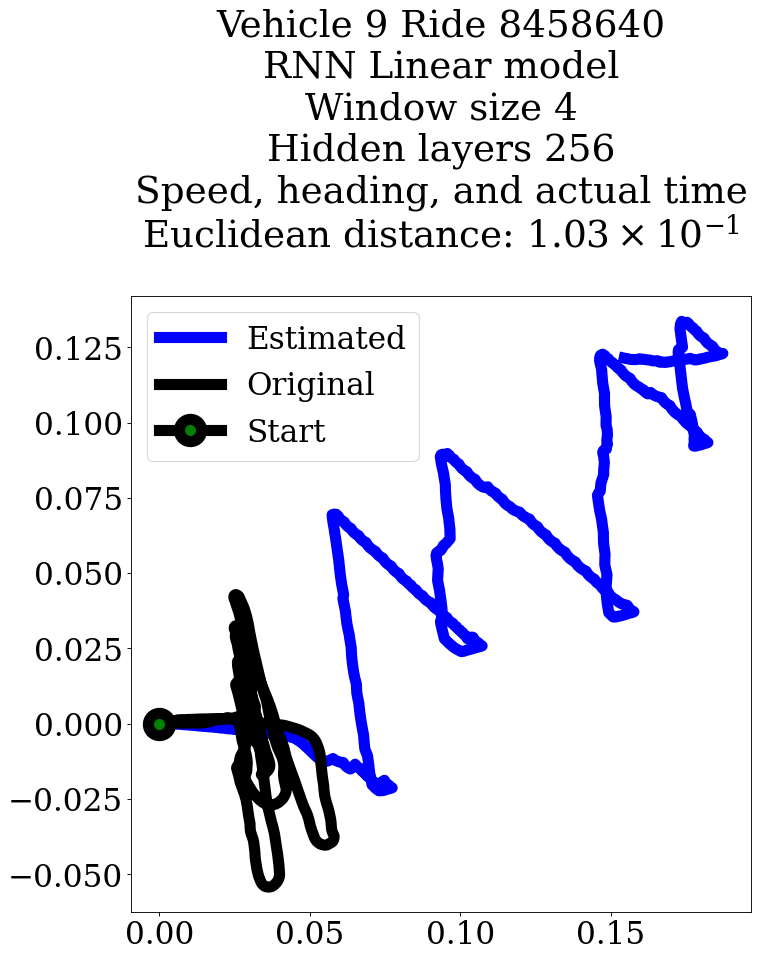 Vehicle 9 Ride 8458640
RNN Linear model
Window size 4
Hidden layers 256
Speed, heading, and actual time
Euclidean distance: 1.03 × 10⁻¹
Estimated
Original
Start
0.125
0.100
0.075
0.050
0.025
0.000
−0.025
−0.050
0.00 0.05 0.10 0.15